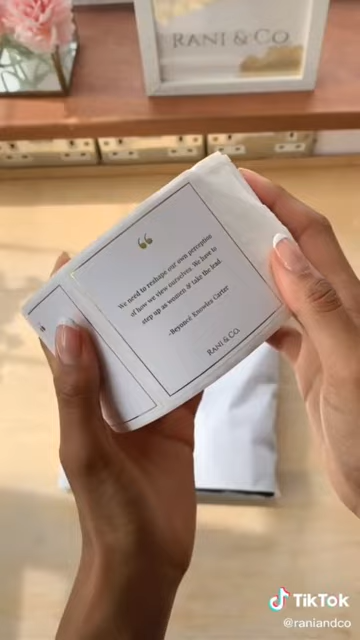 RANI & CO.
“
We need to reshape our own perception
of how we view ourselves. We have to
step up as women & take the lead.
-Beyoncé Knowles Carter
RANI & CO.
TikTok
@raniandco